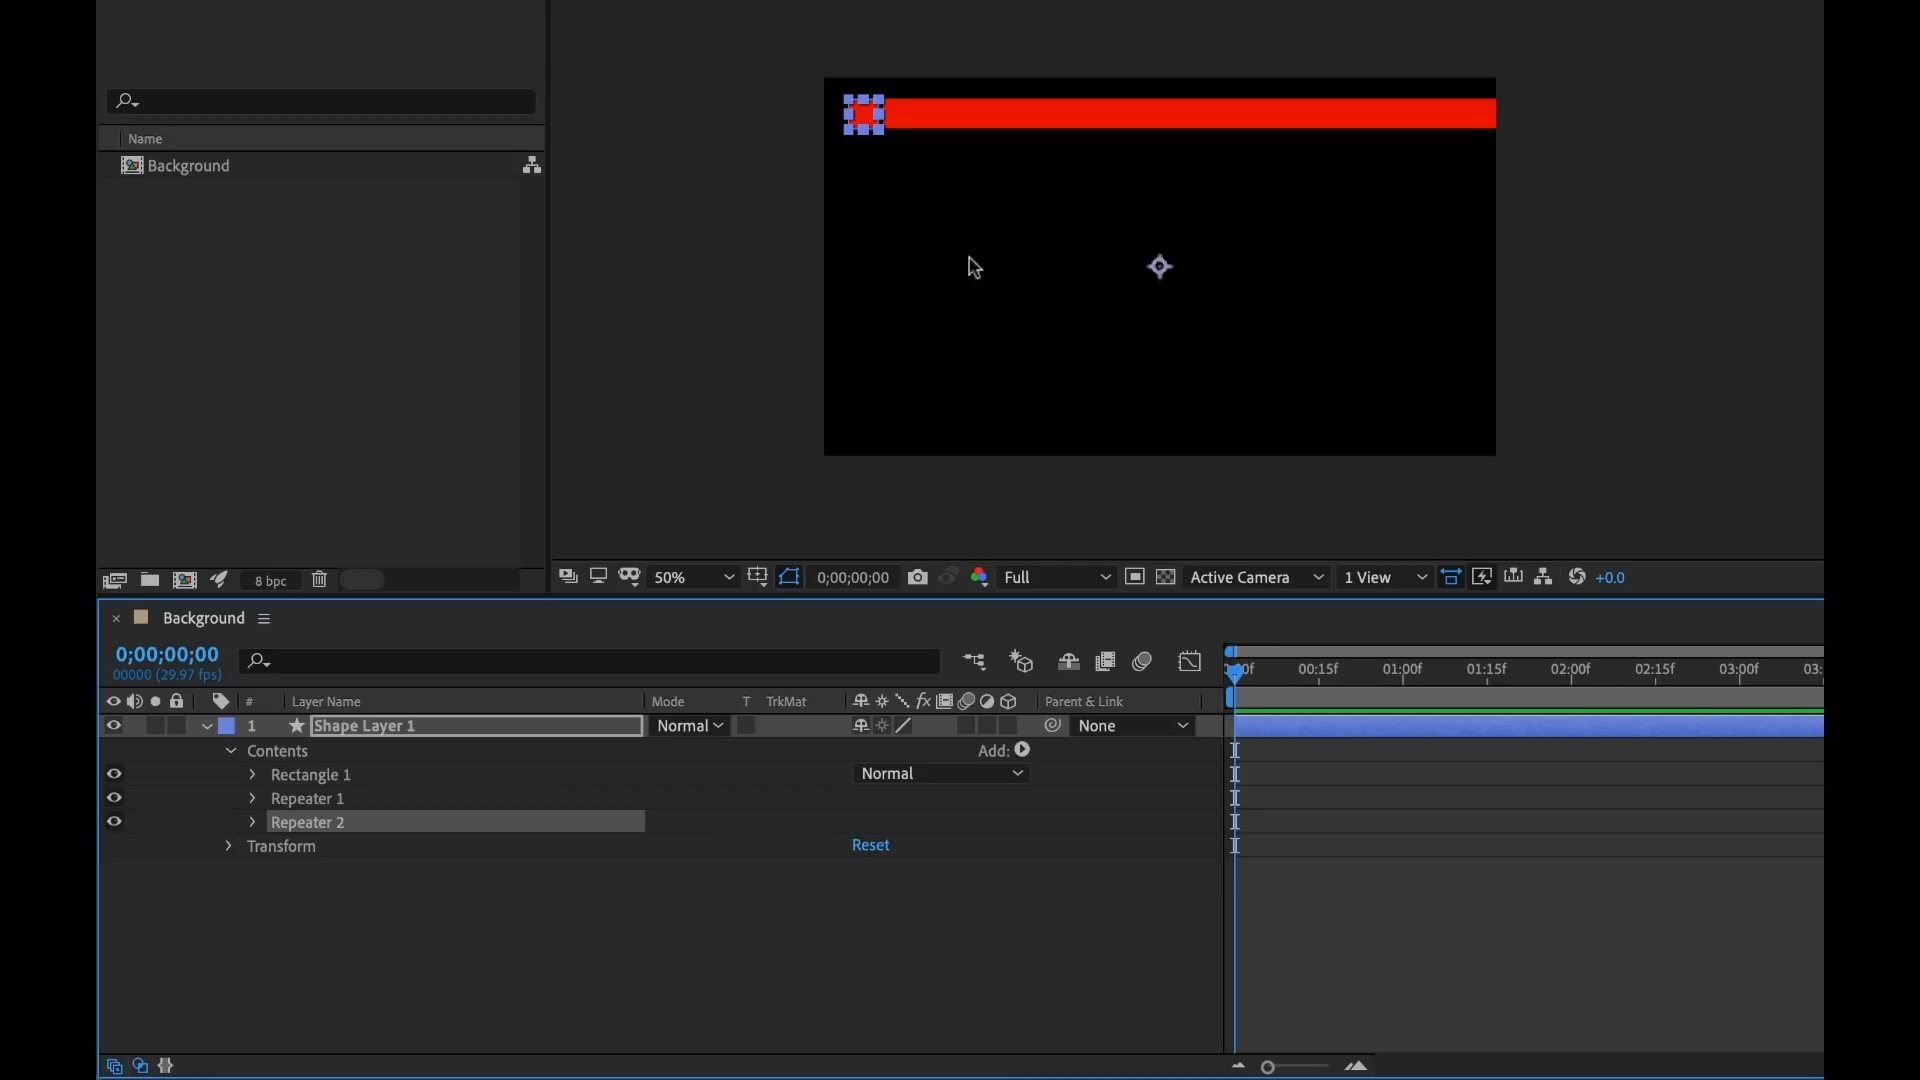 Name
Background
8 bpc
50%
0;00;00;00
Full
Active Camera
1 View
+0.0
Background
0;00;00;00
00000 (29.97 fps)
00:15f 01:00f 01:15f 02:00f 02:15f 03:00f
# Layer Name Mode T TrkMat fx Parent & Link
1 Shape Layer 1 Normal None
Contents Add:
Rectangle 1 Normal
Repeater 1
Repeater 2
Transform Reset